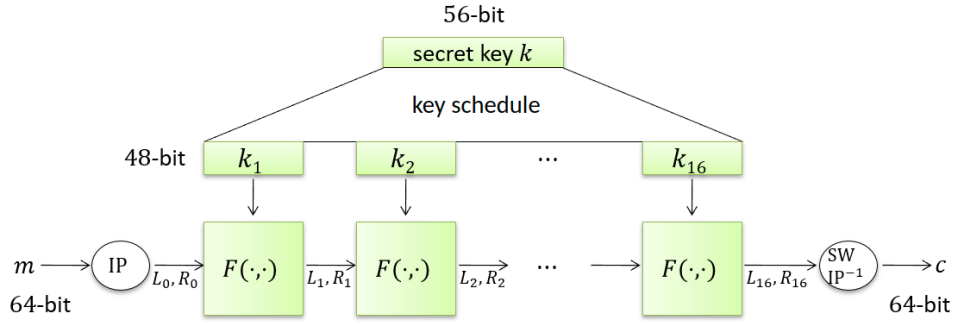 56-bit
secret key k
key schedule
48-bit k₁ k₂ ⋯ k₁₆
m IP L₀, R₀ F(·,·) L₁, R₁ F(·,·) L₂, R₂ ⋯ F(·,·) L₁₆, R₁₆ SW IP⁻¹ c
64-bit 64-bit